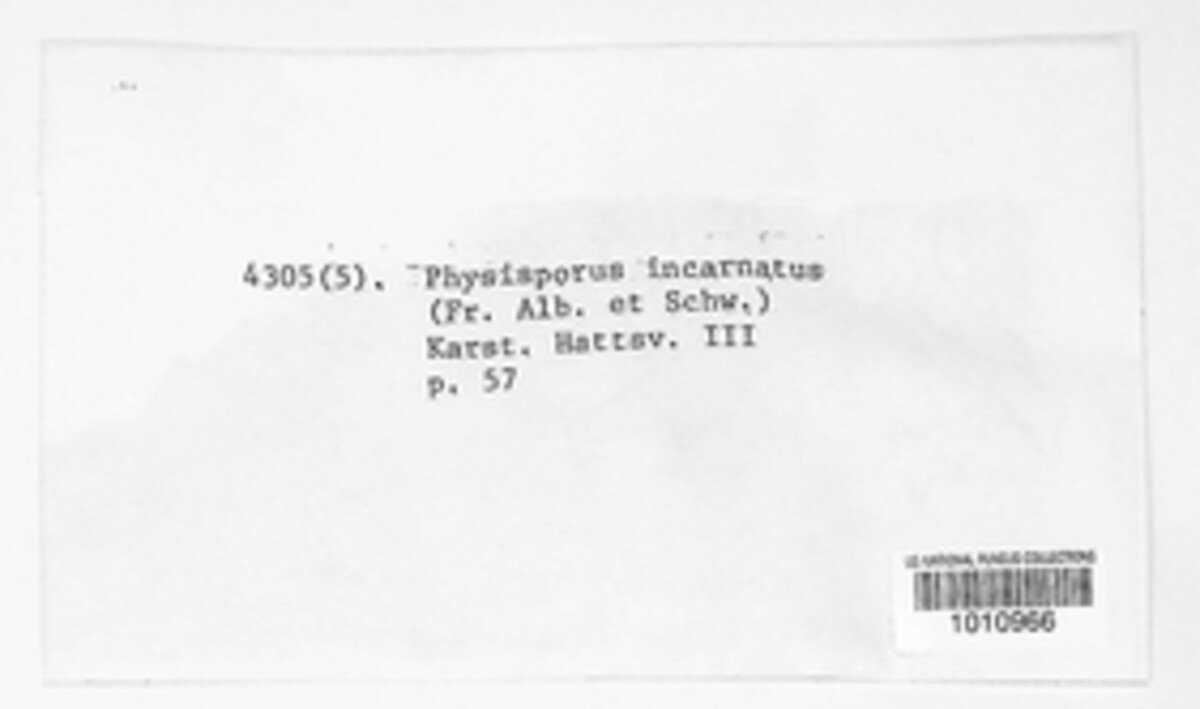 4305(5). Physisporus incarnatus
(Fr. Alb. et Schw.)
Karst. Hattsv. III
p. 57
US NATIONAL FUNGUS COLLECTIONS
1010966